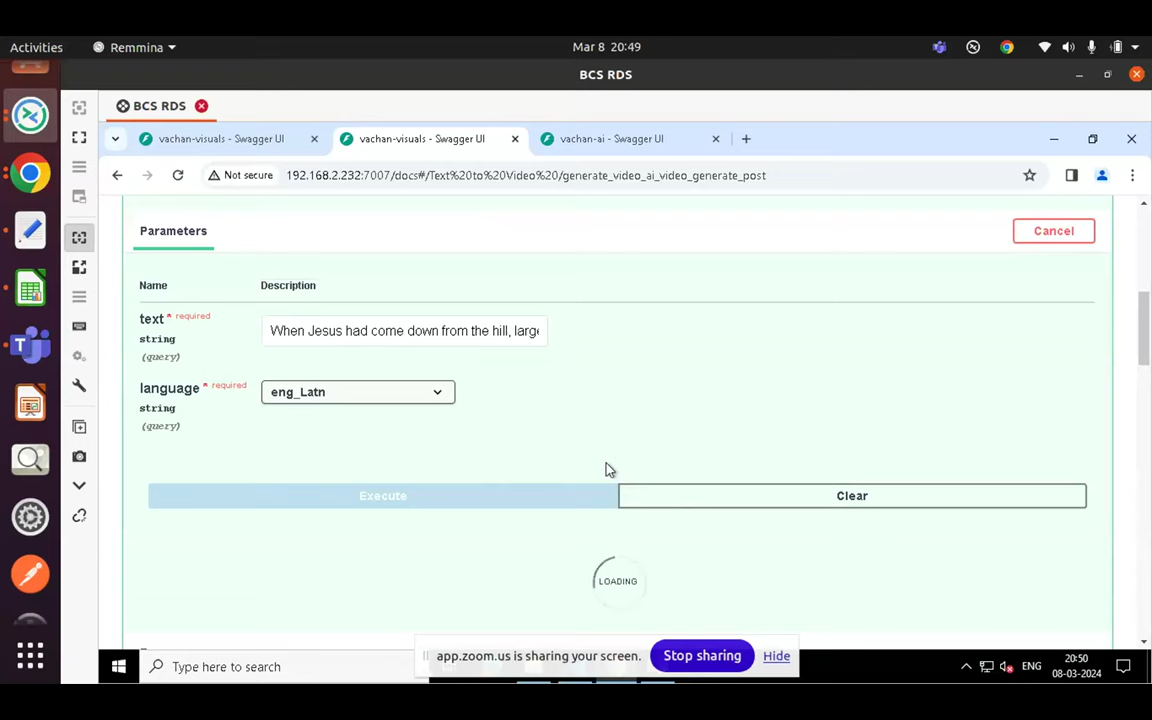 Activities Remmina Mar 8 20:49
BCS RDS
BCS RDS
vachan-visuals - Swagger UI vachan-visuals - Swagger UI vachan-ai - Swagger UI
Not secure 192.168.2.232:7007/docs#/Text%20to%20Video%20/generate_video_ai_video_generate_post
Parameters Cancel
Name Description
text * required
string
(query)
When Jesus had come down from the hill, large
language * required
string
(query)
eng_Latn
Execute Clear
LOADING
app.zoom.us is sharing your screen. Stop sharing Hide
Type here to search ENG 20:50
08-03-2024